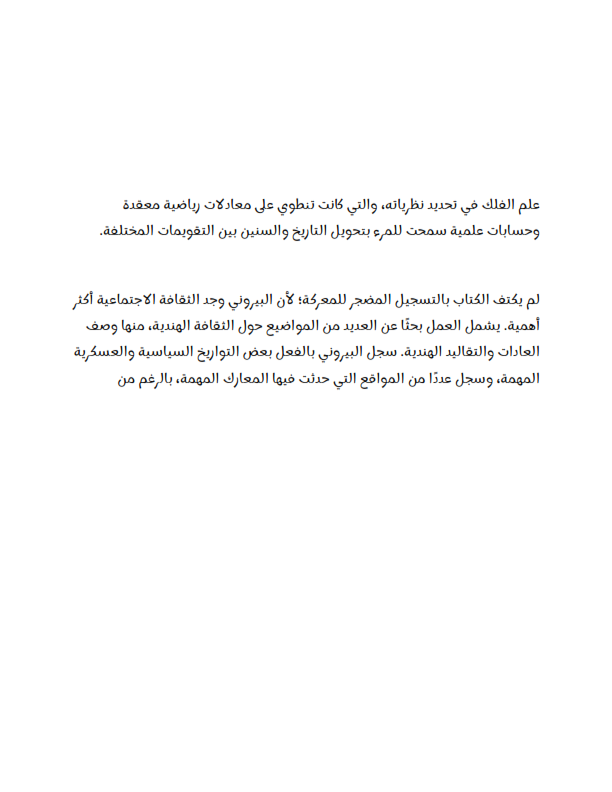 علم الفلك في تحديد نظرياته، والتي كانت تنطوي على معادلات رياضية معقدة
وحسابات علمية سمحت للمرء بتحويل التاريخ والسنين بين التقويمات المختلفة.
لم يكتف الكتاب بالتسجيل المضجر للمعركة؛ لأن البيروني وجد الثقافة الاجتماعية أكثر
أهمية. يشمل العمل بحثًا عن العديد من المواضيع حول الثقافة الهندية، منها وصف
العادات والتقاليد الهندية. سجل البيروني بالفعل بعض التواريخ السياسية والعسكرية
المهمة، وسجل عددًا من المواقع التي حدثت فيها المعارك المهمة، بالرغم من